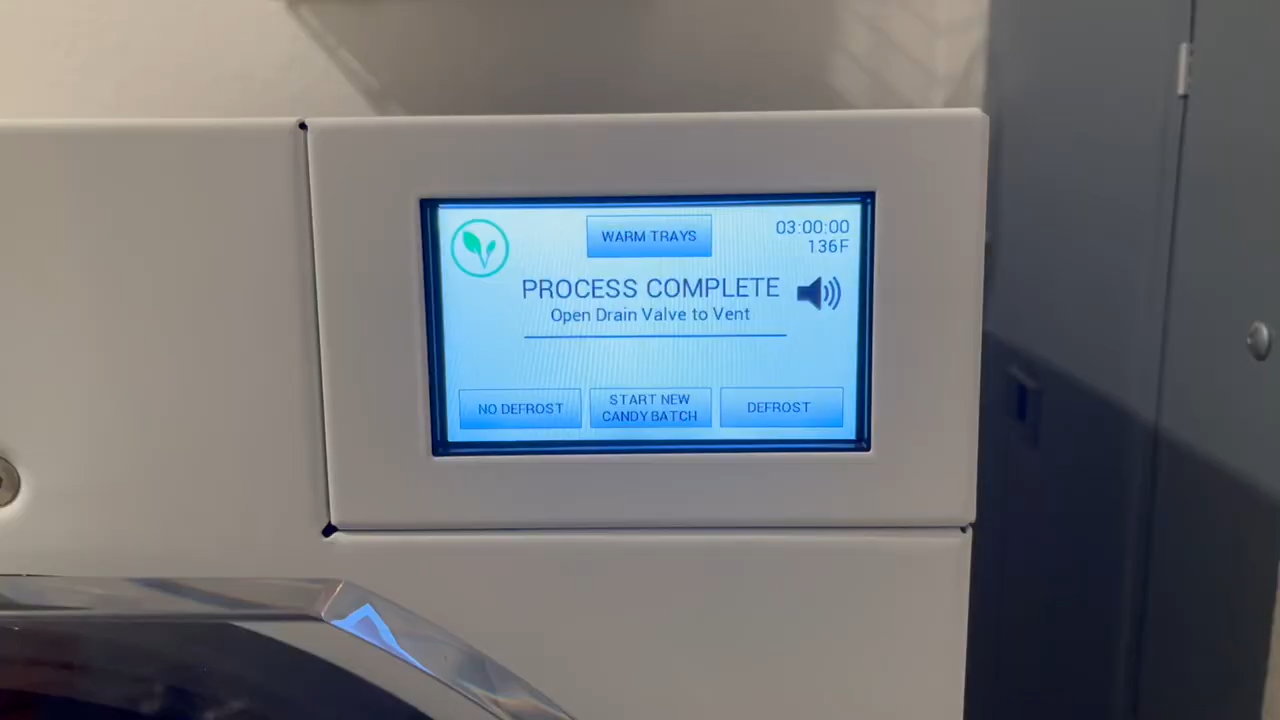 WARM TRAYS
03:00:00
136F
PROCESS COMPLETE
Open Drain Valve to Vent
NO DEFROST
START NEW
CANDY BATCH
DEFROST